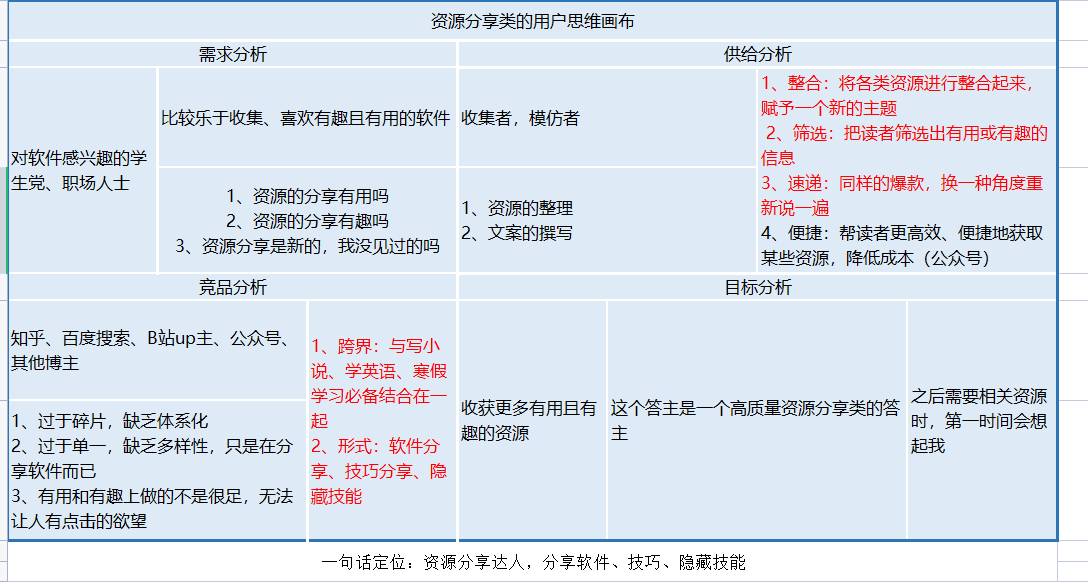 资源分享类的用户思维画布
需求分析
供给分析
对软件感兴趣的学
生党、职场人士
比较乐于收集、喜欢有趣且有用的软件
1、资源的分享有用吗
2、资源的分享有趣吗
3、资源分享是新的，我没见过的吗
收集者，模仿者
1、资源的整理
2、文案的撰写
1、整合：将各类资源进行整合起来，
赋予一个新的主题
2、筛选：把读者筛选出有用或有趣的
信息
3、速递：同样的爆款，换一种角度重
新说一遍
4、便捷：帮读者更高效、便捷地获取
某些资源，降低成本（公众号）
竞品分析
目标分析
知乎、百度搜索、B站up主、公众号、
其他博主
1、过于碎片，缺乏体系化
2、过于单一，缺乏多样性，只是在分
享软件而已
3、有用和有趣上做的不是很足，无法
让人有点击的欲望
1、跨界：与写小
说、学英语、寒假
学习必备结合在一
起
2、形式：软件分
享、技巧分享、隐
藏技能
收获更多有用且有
趣的资源
这个答主是一个高质量资源分享类的答
主
之后需要相关资源
时，第一时间会想
起我
一句话定位：资源分享达人，分享软件、技巧、隐藏技能